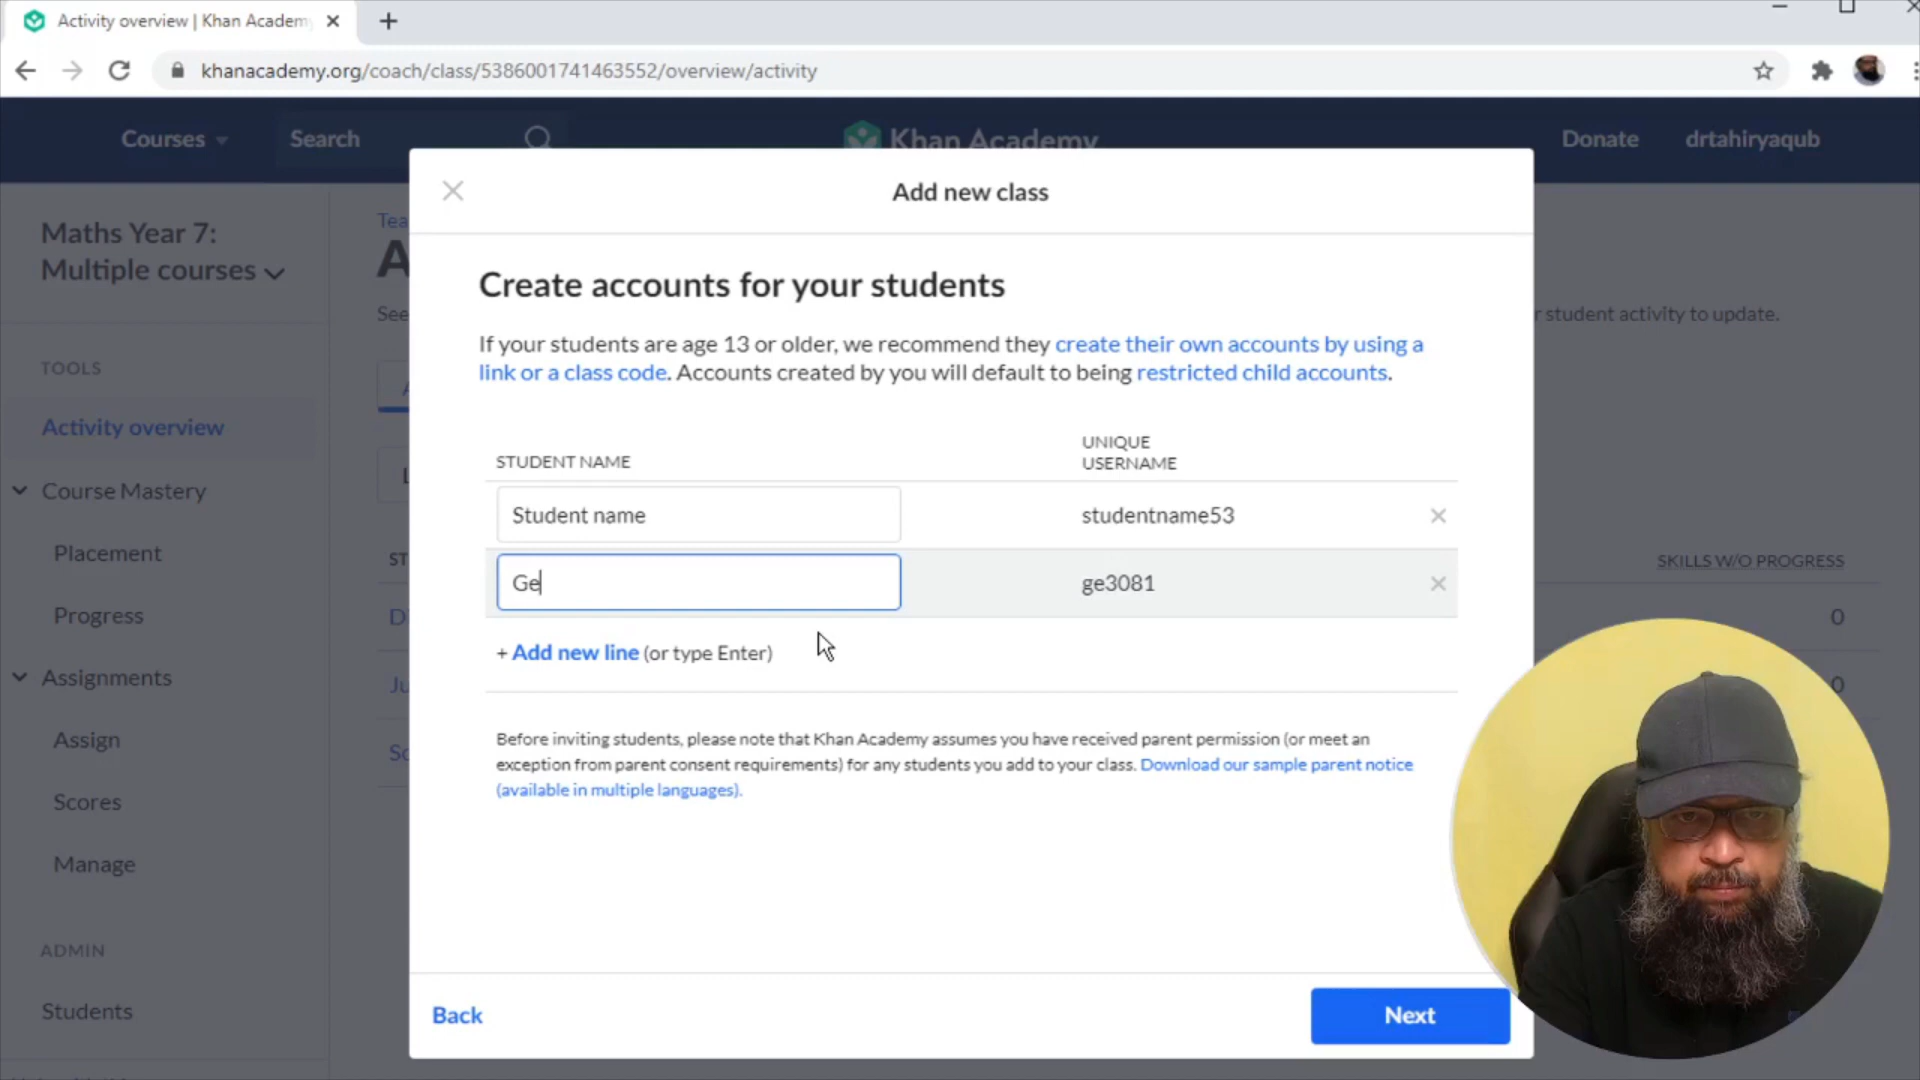 Activity overview | Khan Academ
khanacademy.org/coach/class/5386001741463552/overview/activity
Courses
Search
Khan Academy
Donate
drtahiryaqub
Maths Year 7:
Multiple courses
TOOLS
Activity overview
Course Mastery
Placement
Progress
Assignments
Assign
Scores
Manage
ADMIN
Students
Tea
A
See
r student activity to update.
ST
SKILLS W/O PROGRESS
D
0
Ju
0
So
Add new class
Create accounts for your students
If your students are age 13 or older, we recommend they create their own accounts by using a
link or a class code. Accounts created by you will default to being restricted child accounts.
STUDENT NAME
UNIQUE
USERNAME
Student name
studentname53
Ge
ge3081
+ Add new line (or type Enter)
Before inviting students, please note that Khan Academy assumes you have received parent permission (or meet an
exception from parent consent requirements) for any students you add to your class. Download our sample parent notice
(available in multiple languages).
Back
Next